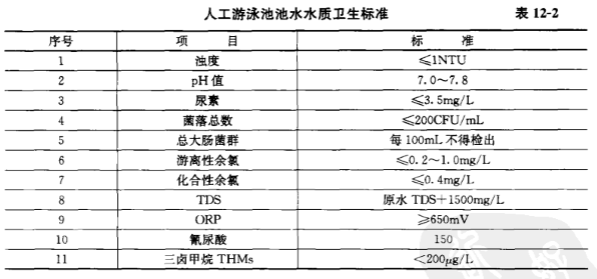 人工游泳池池水水质卫生标准 表 12-2
序号 项 目 标 准
1 浊度 ≤1NTU
2 pH 值 7.0~7.8
3 尿素 ≤3.5mg/L
4 菌落总数 ≤200CFU/mL
5 总大肠菌群 每 100mL 不得检出
6 游离性余氯 ≤0.2~1.0mg/L
7 化合性余氯 ≤0.4mg/L
8 TDS 原水 TDS+1500mg/L
9 ORP ≥650mV
10 氰尿酸 150
11 三卤甲烷 THMs <200μg/L